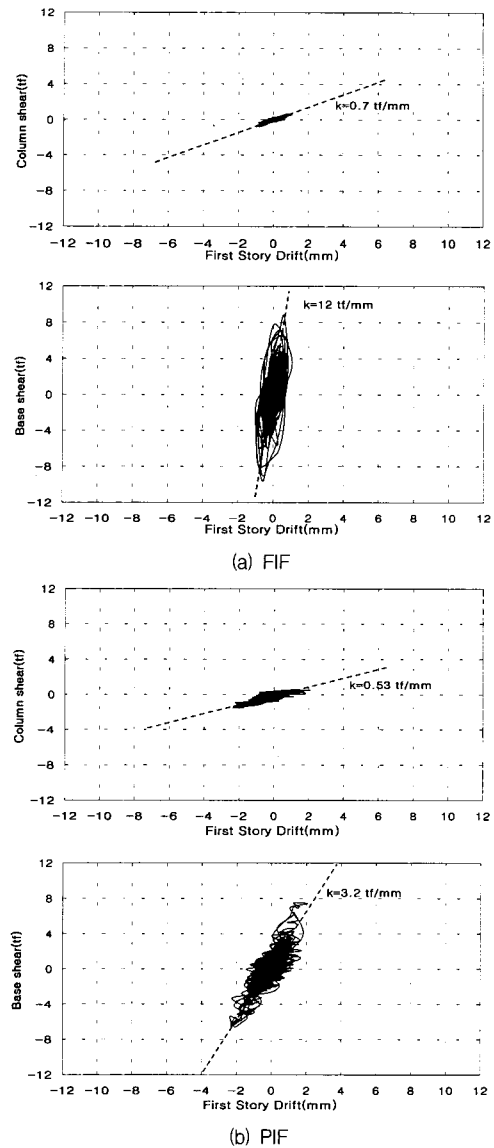 12
8
4
0
-4
-8
-12
Column shear(tf)
k=0.7 tf/mm
-12 -10 -8 -6 -4 -2 0 2 4 6 8 10 12
First Story Drift(mm)
12
8
4
0
-4
-8
-12
Base shear(tf)
k=12 tf/mm
-12 -10 -8 -6 -4 -2 0 2 4 6 8 10 12
First Story Drift(mm)
(a) FIF
12
8
4
0
-4
-8
-12
Column shear(tf)
k=0.53 tf/mm
-12 -10 -8 -6 -4 -2 0 2 4 6 8 10 12
First Story Drift(mm)
12
8
4
0
-4
-8
-12
Base shear(tf)
k=3.2 tf/mm
-12 -10 -8 -6 -4 -2 0 2 4 6 8 10 12
First Story Drift(mm)
(b) PIF